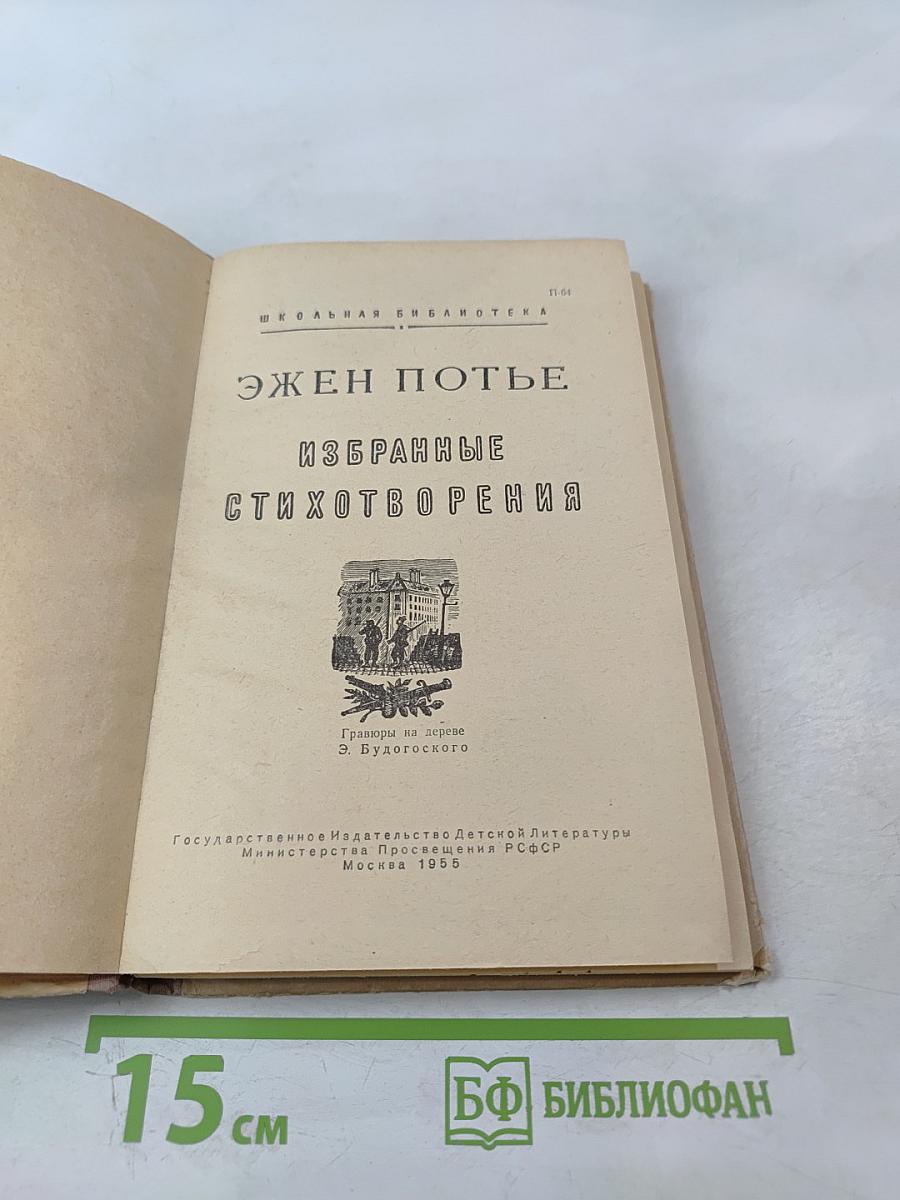 П-64
ШКОЛЬНАЯ БИБЛИОТЕКА
ЭЖЕН ПОТЬЕ
ИЗБРАННЫЕ
СТИХОТВОРЕНИЯ
Гравюры на дереве
Э. Будогоского
Государственное Издательство Детской Литературы
Министерства Просвещения РСФСР
Москва 1955
15 см
БФ БИБЛИОФАН